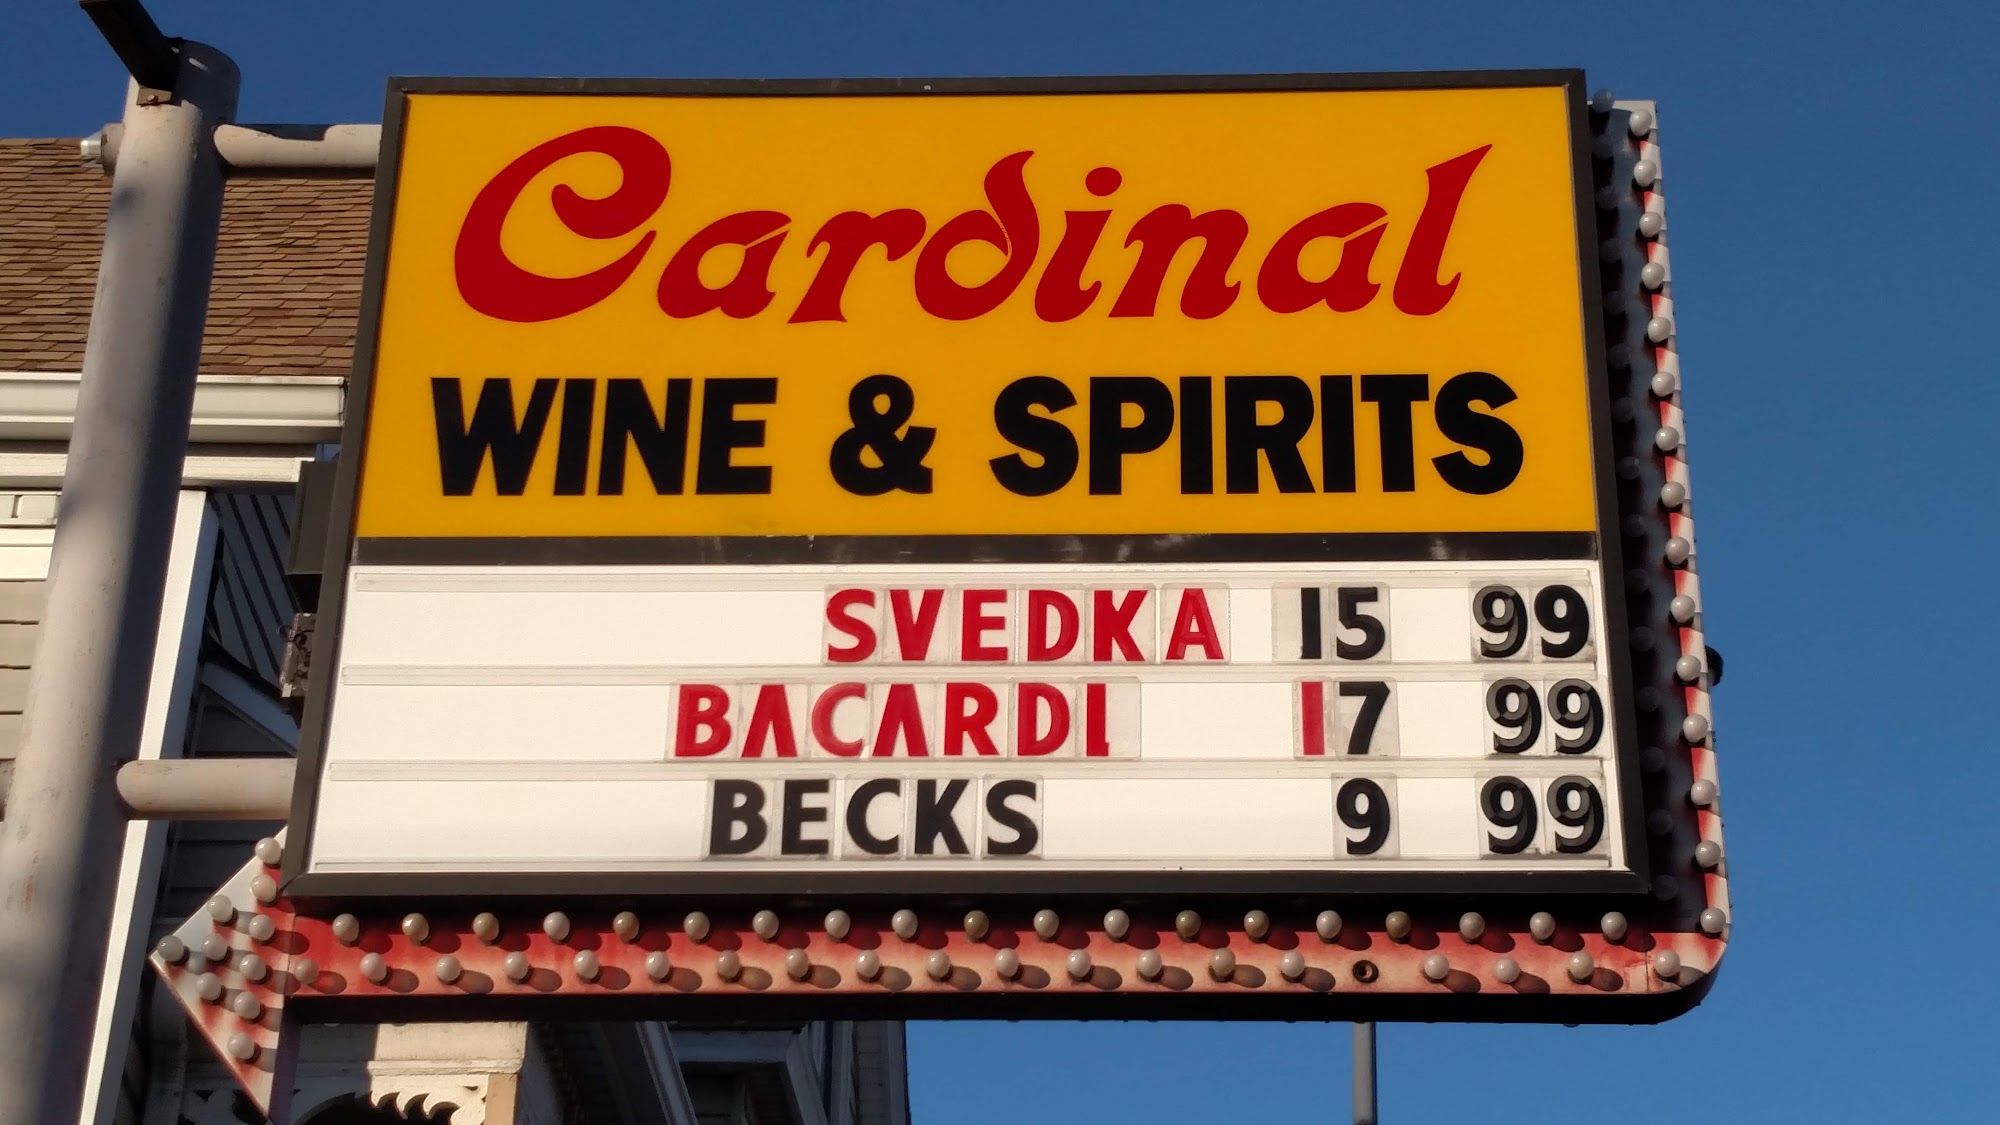 Cardinal
WINE & SPIRITS
SVEDKA 15 99
BACARDI 17 99
BECKS 9 99